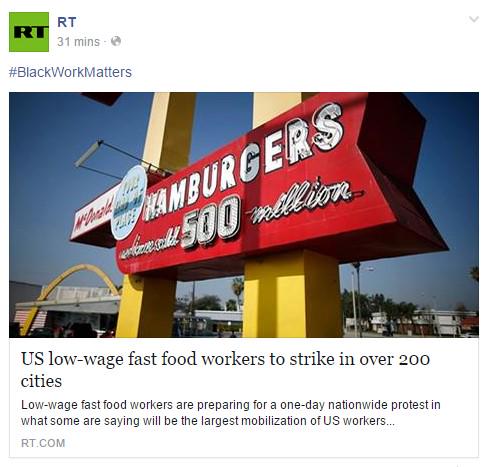 RT
RT
31 mins ·
#BlackWorkMatters
McDonald's
HAMBURGERS
we have sold 500 million
US low-wage fast food workers to strike in over 200
cities
Low-wage fast food workers are preparing for a one-day nationwide protest in
what some are saying will be the largest mobilization of US workers...
RT.COM